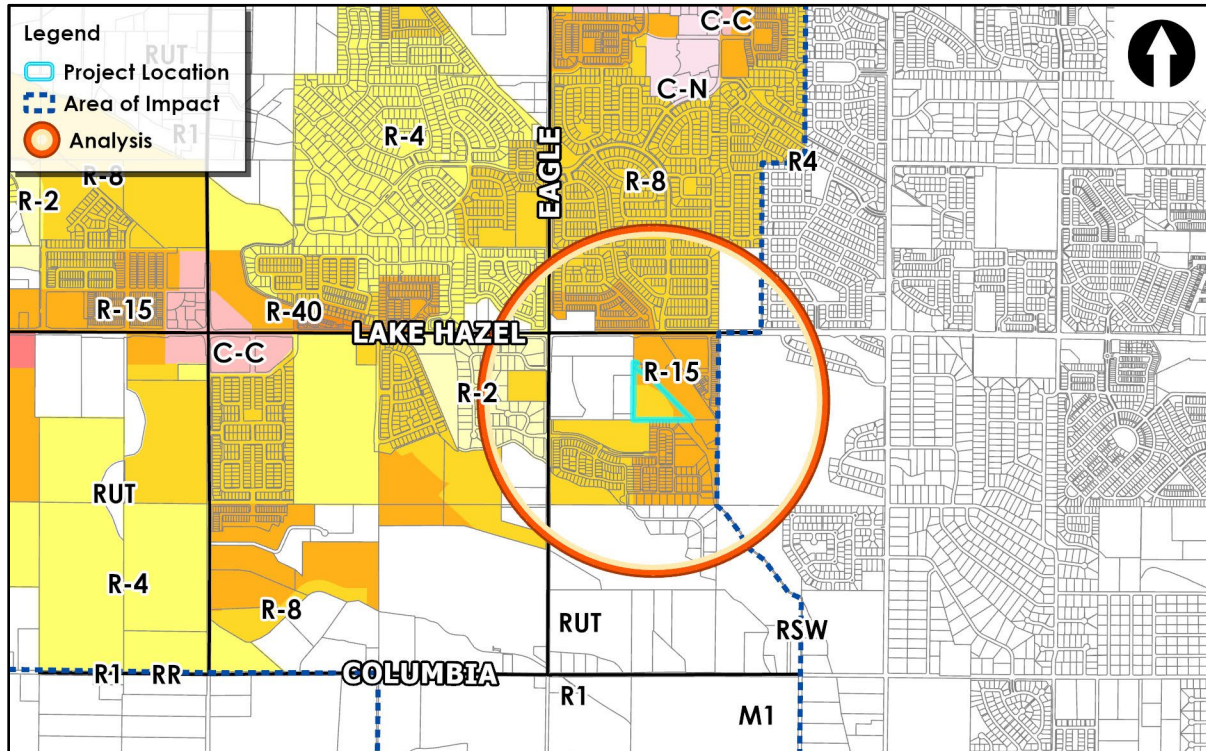 Legend
Project Location
Area of Impact
Analysis
RUT
R1
R-8
R-2
R-15
R-4
EAGLE
C-C
C-N
R-8
R4
R-40
LAKE HAZEL
C-C
R-2
R-15
RUT
R-4
R-8
RUT
RSW
R1
RR
COLUMBIA
R1
M1